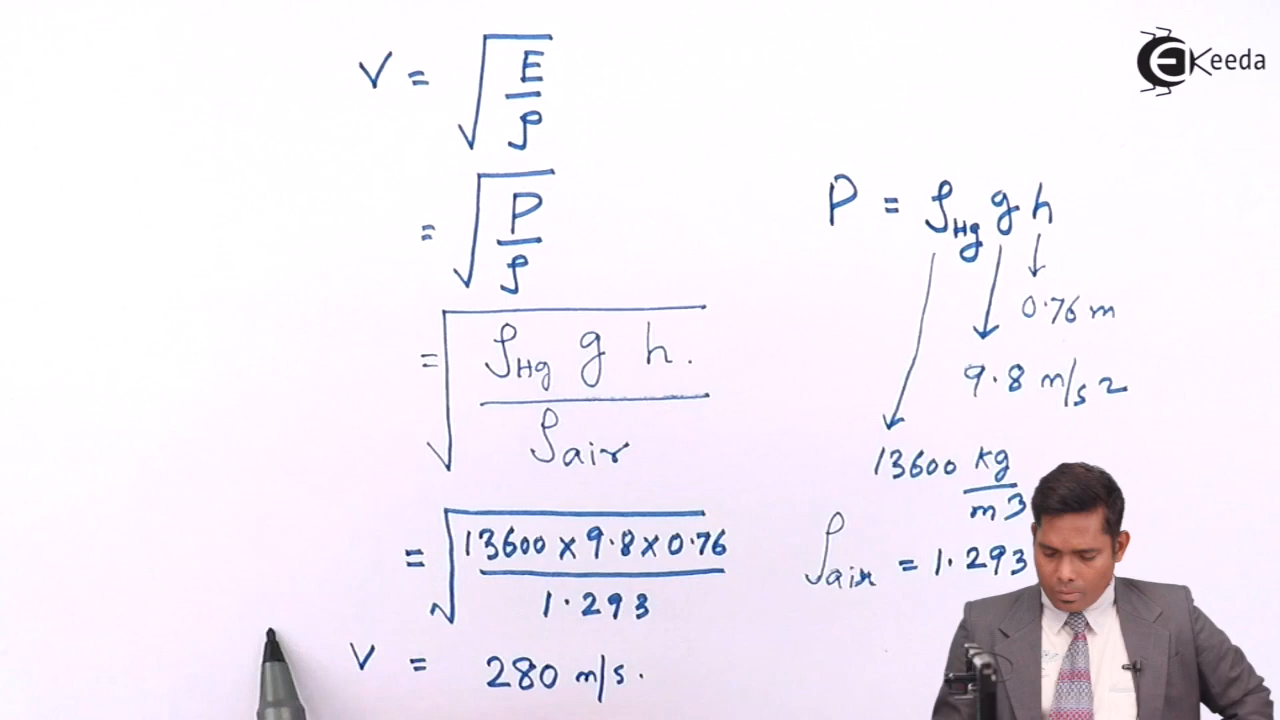 EKeeda
V = √(E/ρ)
= √(P/ρ)
= √(ρHg g h. / ρair)
= √(13600 × 9.8 × 0.76 / 1.293)
V = 280 m/s.
P = ρHg g h
0.76 m
9.8 m/s2
13600 kg/m3
ρair = 1.293